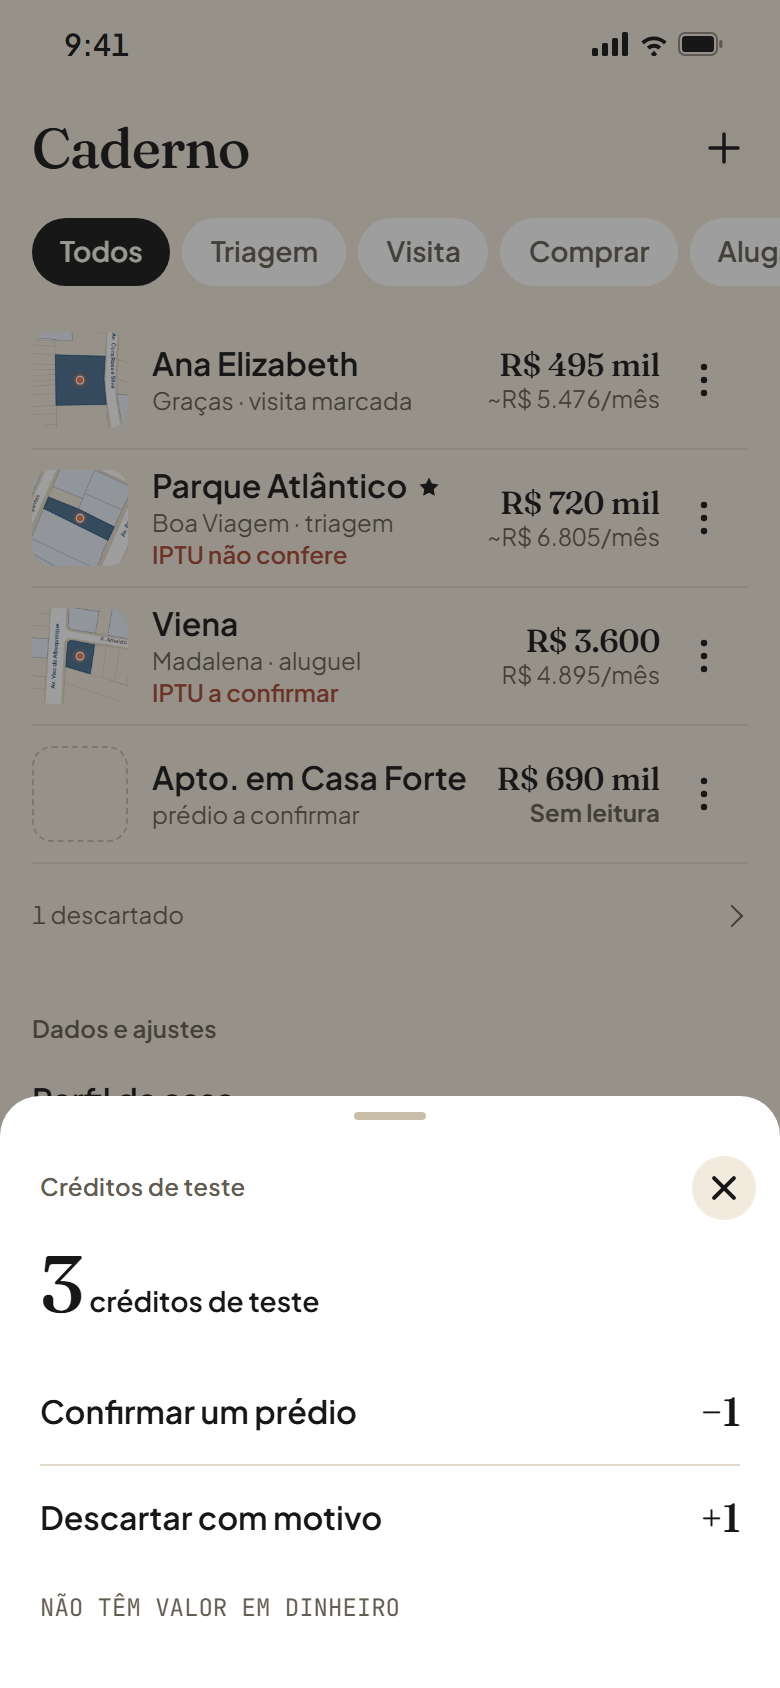 9:41
Caderno
Todos
Triagem
Visita
Comprar
Ana Elizabeth
R$ 495 mil
Graças · visita marcada
~R$ 5.476/mês
Parque Atlântico ★
R$ 720 mil
Boa Viagem · triagem
~R$ 6.805/mês
IPTU não confere
Viena
R$ 3.600
Madalena · aluguel
R$ 4.895/mês
IPTU a confirmar
Apto. em Casa Forte
R$ 690 mil
prédio a confirmar
Sem leitura
1 descartado
Dados e ajustes
Créditos de teste
3 créditos de teste
Confirmar um prédio
−1
Descartar com motivo
+1
NÃO TÊM VALOR EM DINHEIRO